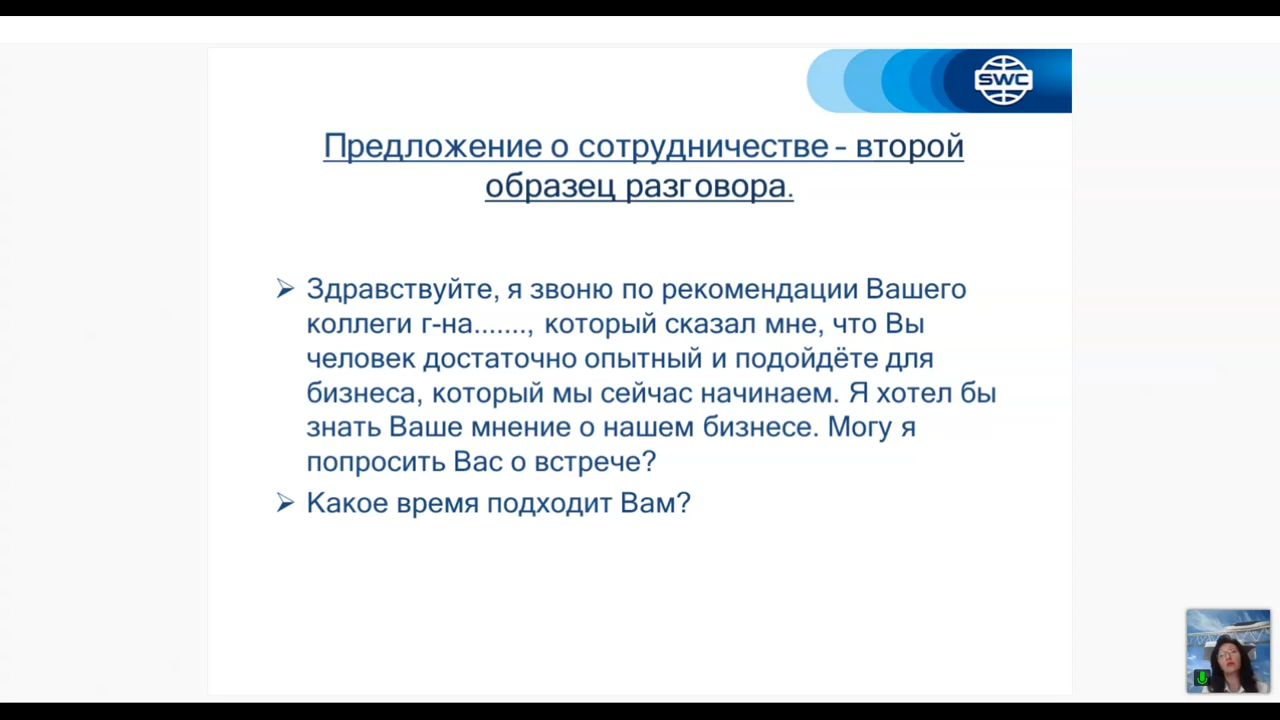 SWC
Предложение о сотрудничестве – второй
образец разговора.
Здравствуйте, я звоню по рекомендации Вашего
коллеги г-на......., который сказал мне, что Вы
человек достаточно опытный и подойдёте для
бизнеса, который мы сейчас начинаем. Я хотел бы
знать Ваше мнение о нашем бизнесе. Могу я
попросить Вас о встрече?
Какое время подходит Вам?